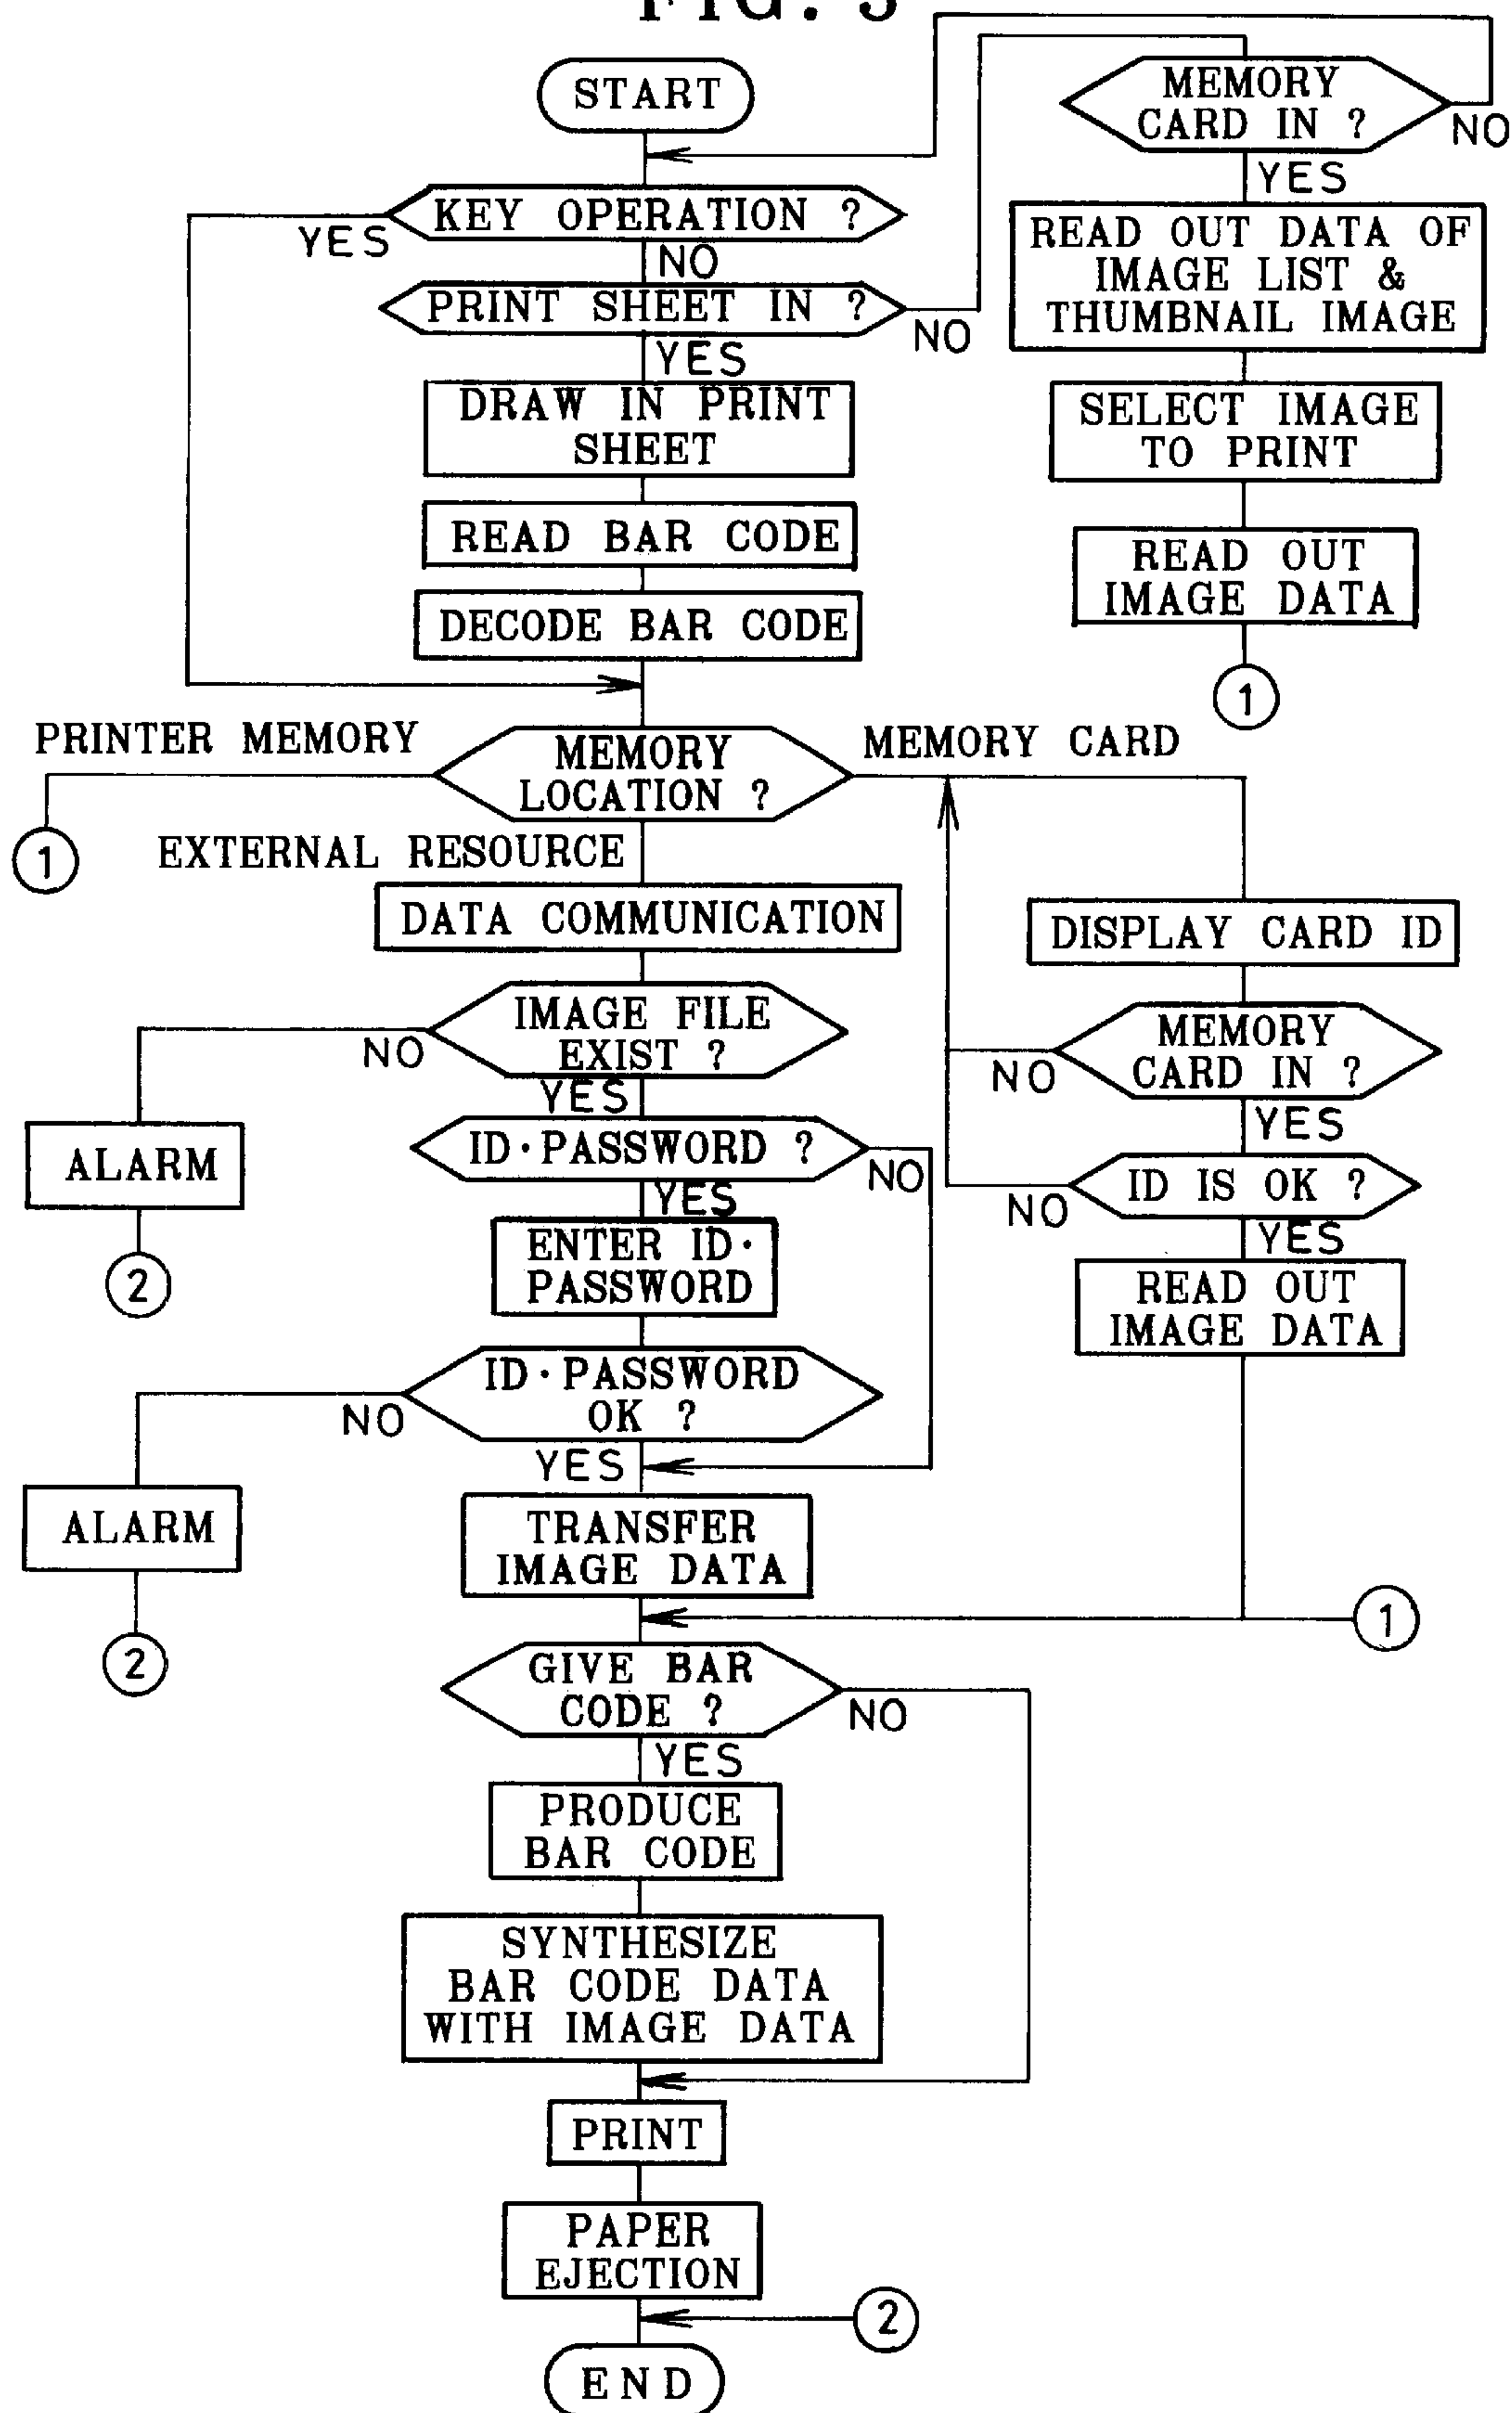 FIG. 5
START
KEY OPERATION ?
YES
NO
PRINT SHEET IN ?
NO
YES
DRAW IN PRINT
SHEET
READ BAR CODE
DECODE BAR CODE
MEMORY
CARD IN ?
NO
YES
READ OUT DATA OF
IMAGE LIST &
THUMBNAIL IMAGE
SELECT IMAGE
TO PRINT
READ OUT
IMAGE DATA
1
PRINTER MEMORY
MEMORY
LOCATION ?
MEMORY CARD
1
EXTERNAL RESOURCE
DATA COMMUNICATION
IMAGE FILE
EXIST ?
NO
YES
ALARM
2
ID·PASSWORD ?
NO
YES
ENTER ID·
PASSWORD
ID·PASSWORD
OK ?
NO
YES
ALARM
2
TRANSFER
IMAGE DATA
DISPLAY CARD ID
MEMORY
CARD IN ?
NO
YES
ID IS OK ?
NO
YES
READ OUT
IMAGE DATA
1
GIVE BAR
CODE ?
NO
YES
PRODUCE
BAR CODE
SYNTHESIZE
BAR CODE DATA
WITH IMAGE DATA
PRINT
PAPER
EJECTION
2
END